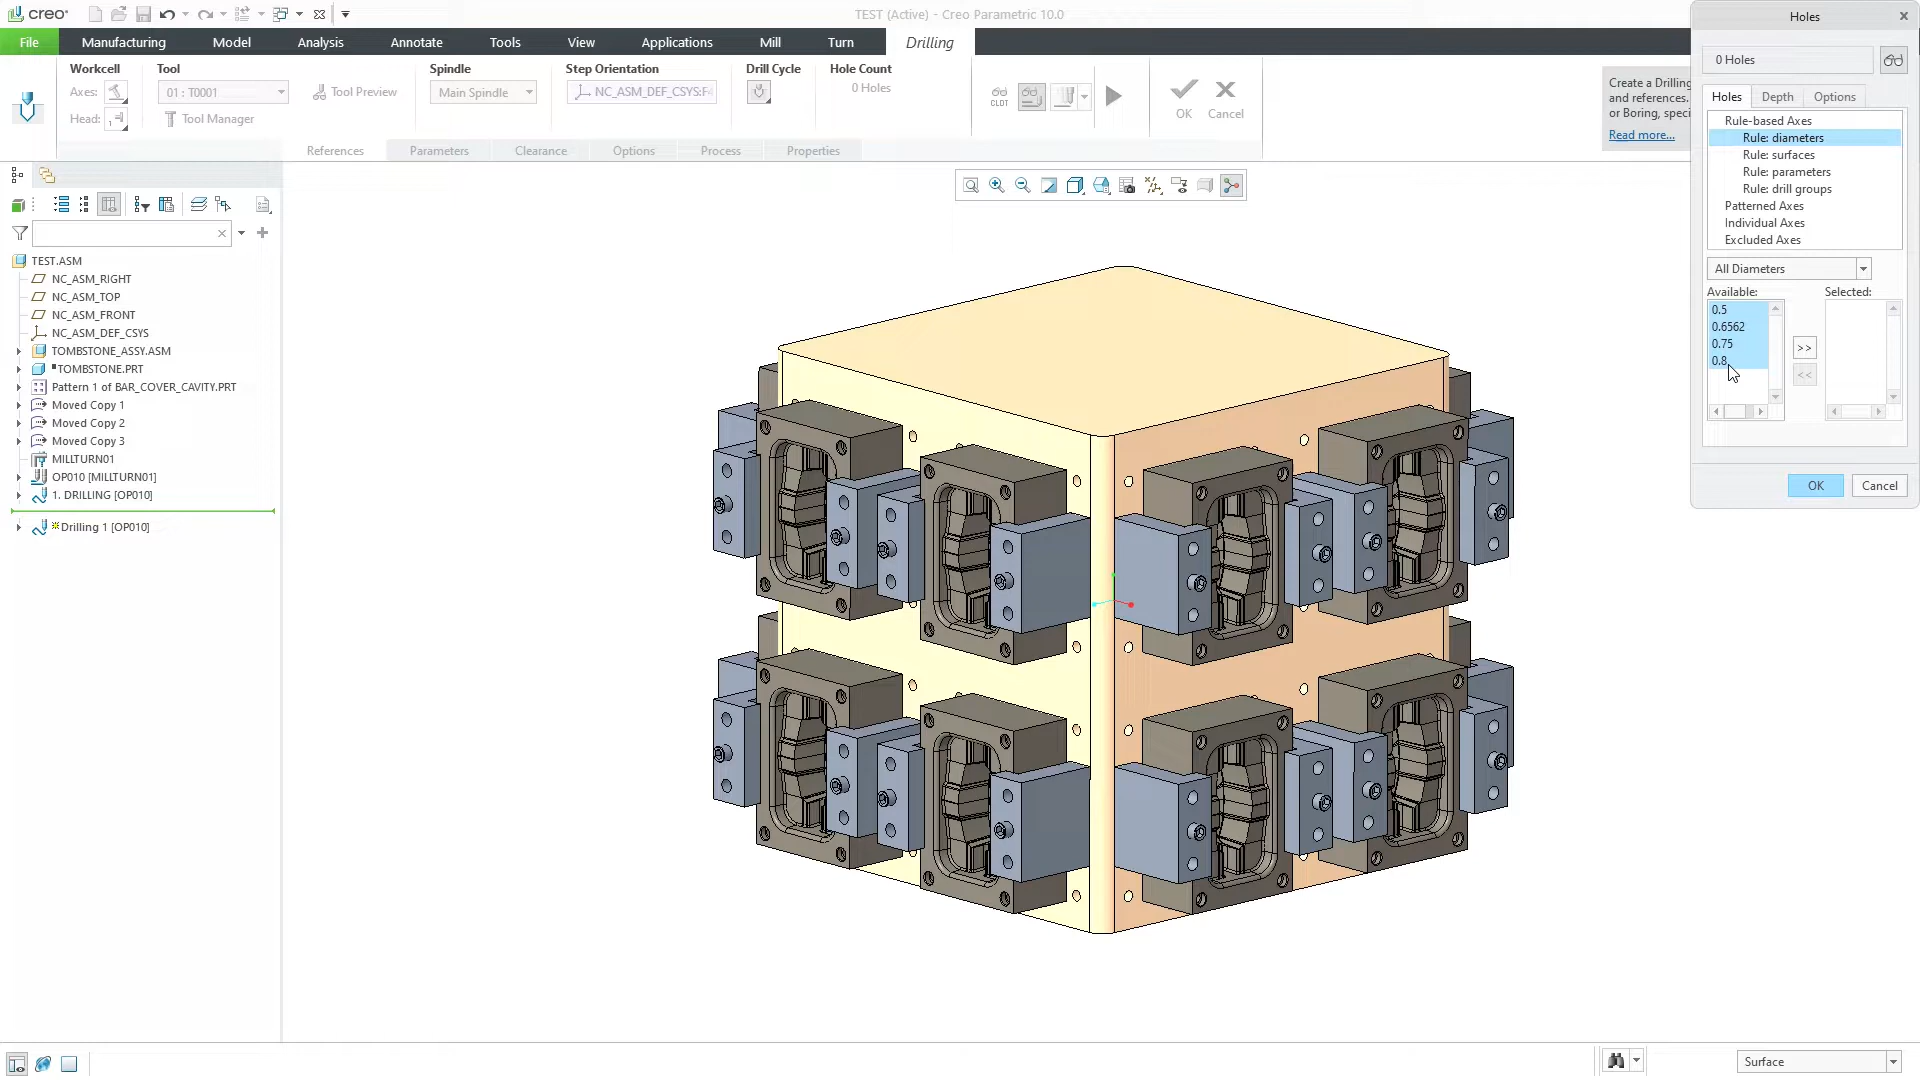 creo®
TEST (Active) - Creo Parametric 10.0
File
Manufacturing
Model
Analysis
Annotate
Tools
View
Applications
Mill
Turn
Drilling
Workcell
Axes:
Head:
Tool
01 : T0001
Tool Preview
Tool Manager
Spindle
Main Spindle
Step Orientation
NC_ASM_DEF_CSYS:F4
Drill Cycle
Hole Count
0 Holes
CLDT
OK
Cancel
References
Parameters
Clearance
Options
Process
Properties
Create a Drilling
and references.
or Boring, speci
Read more...
TEST.ASM
NC_ASM_RIGHT
NC_ASM_TOP
NC_ASM_FRONT
NC_ASM_DEF_CSYS
TOMBSTONE_ASSY.ASM
TOMBSTONE.PRT
Pattern 1 of BAR_COVER_CAVITY.PRT
Moved Copy 1
Moved Copy 2
Moved Copy 3
MILLTURN01
OP010 [MILLTURN01]
1. DRILLING [OP010]
Drilling 1 [OP010]
Holes
0 Holes
Holes
Depth
Options
Rule-based Axes
Rule: diameters
Rule: surfaces
Rule: parameters
Rule: drill groups
Patterned Axes
Individual Axes
Excluded Axes
All Diameters
Available:
Selected:
0.5
0.6562
0.75
0.8
>>
<<
OK
Cancel
Surface